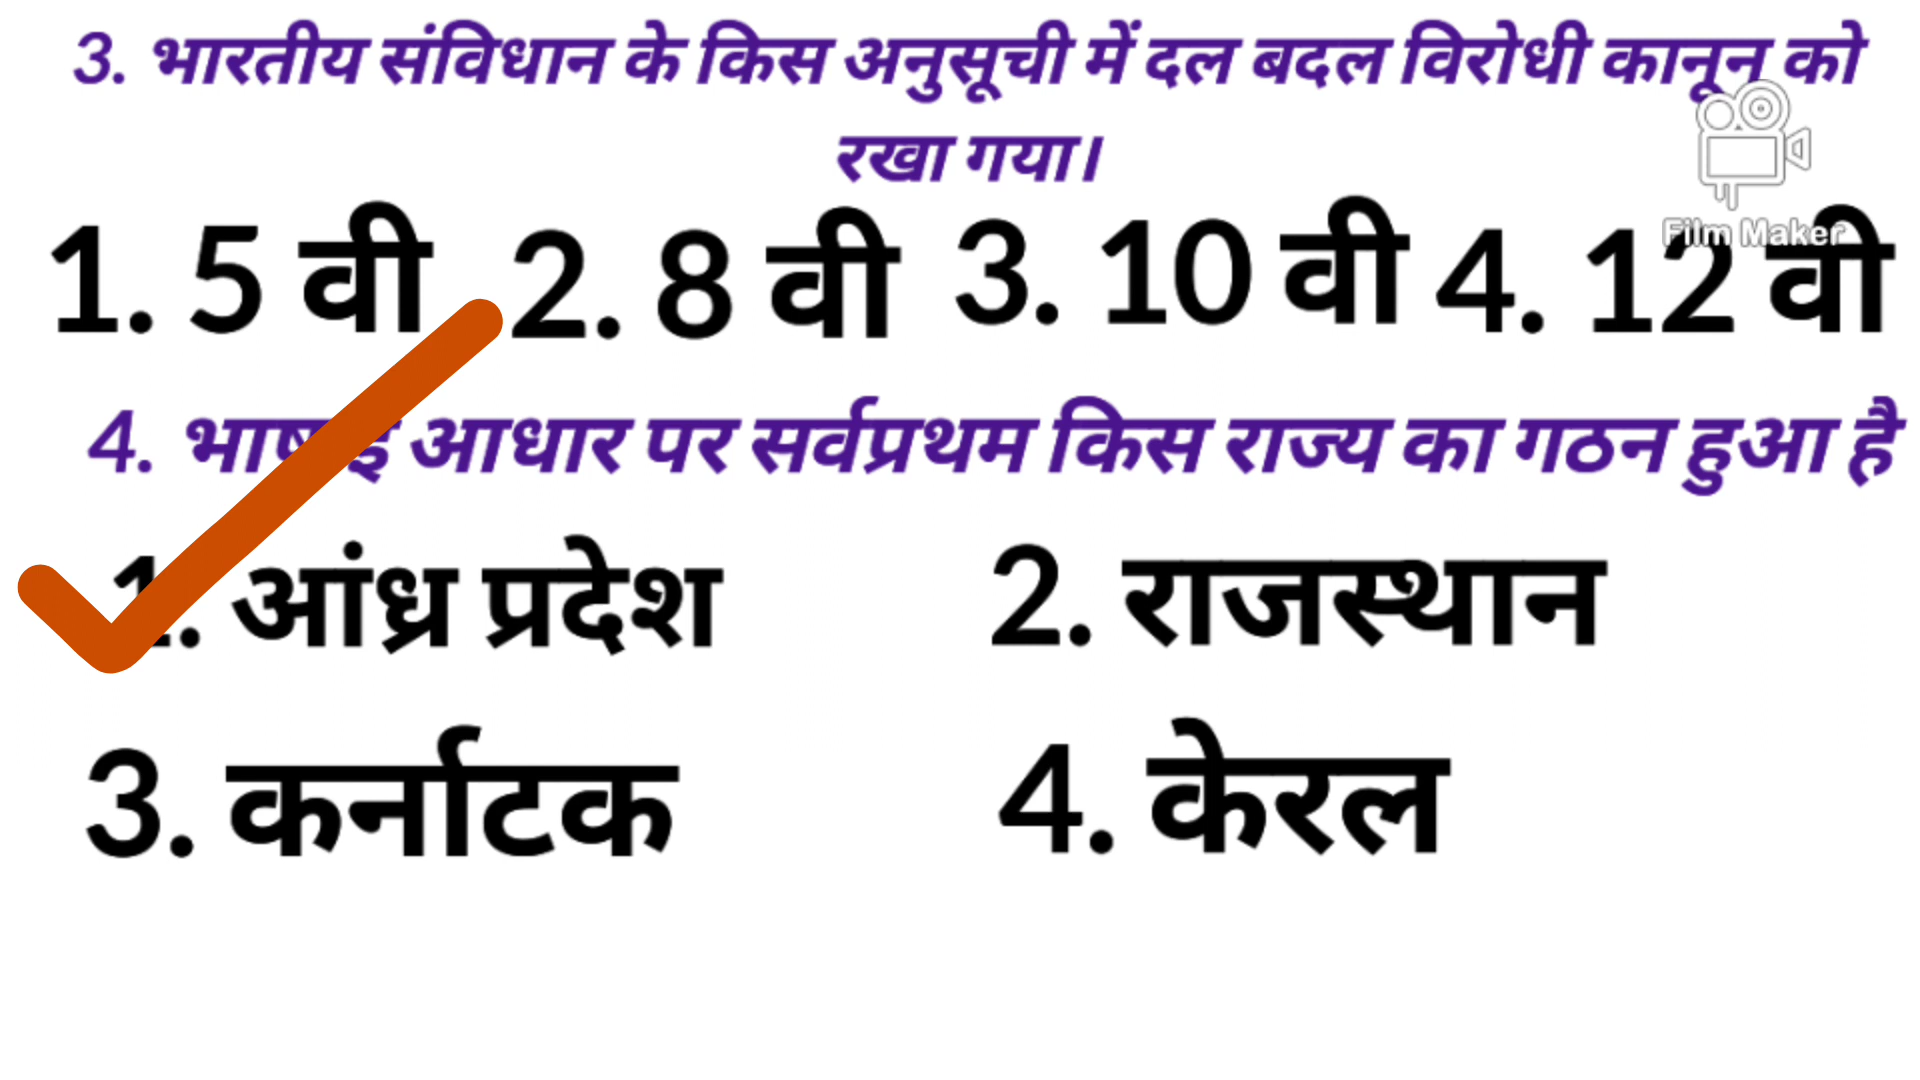 3. भारतीय संविधान के किस अनुसूची में दल बदल विरोधी कानून को
रखा गया।
Film Maker
1. 5 वी 2. 8 वी 3. 10 वी 4. 12 वी
4. भाषाइ आधार पर सर्वप्रथम किस राज्य का गठन हुआ है
1. आंध्र प्रदेश 2. राजस्थान
3. कर्नाटक 4. केरल